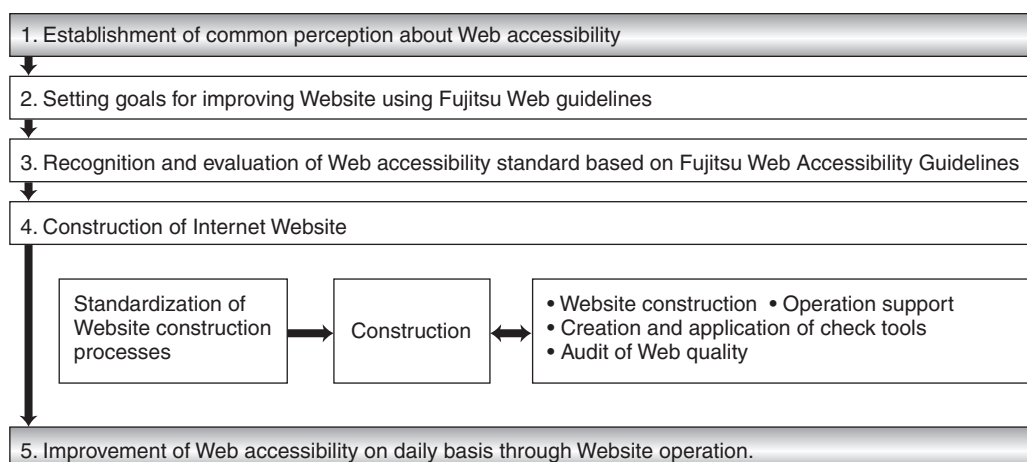 1. Establishment of common perception about Web accessibility
2. Setting goals for improving Website using Fujitsu Web guidelines
3. Recognition and evaluation of Web accessibility standard based on Fujitsu Web Accessibility Guidelines
4. Construction of Internet Website
Standardization of
Website construction
processes
Construction
• Website construction • Operation support
• Creation and application of check tools
• Audit of Web quality
5. Improvement of Web accessibility on daily basis through Website operation.